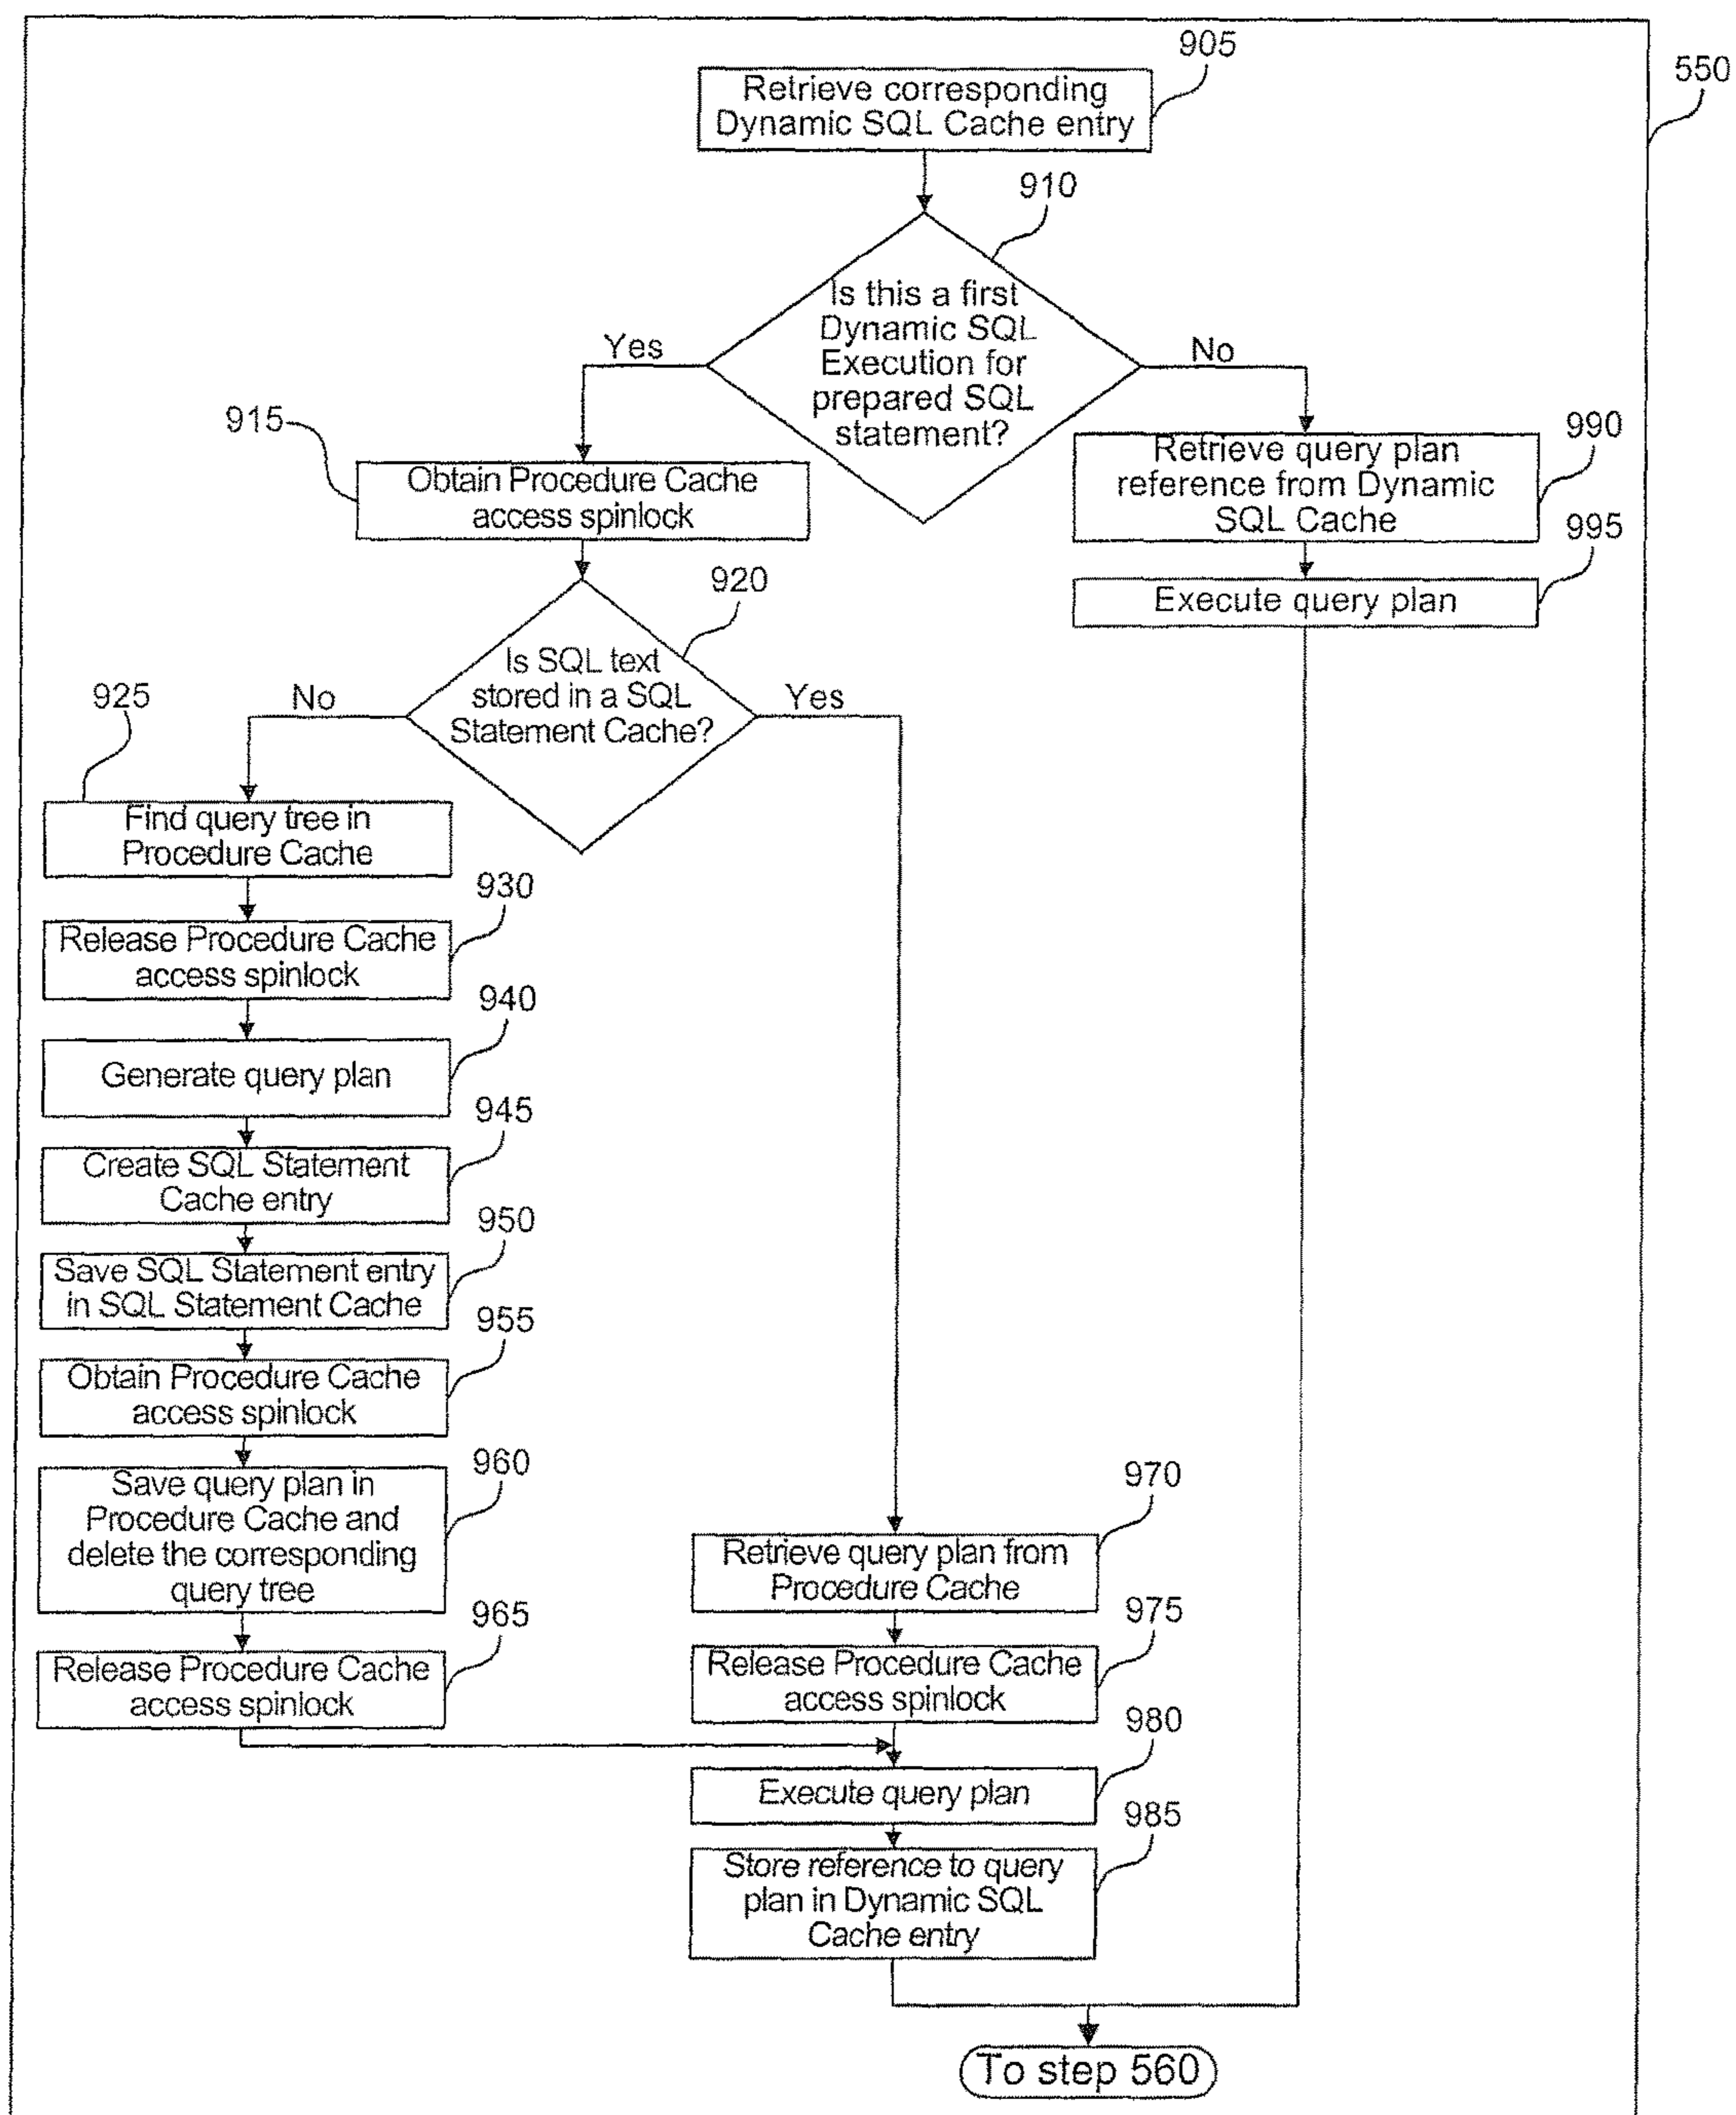 905
550
Retrieve corresponding
Dynamic SQL Cache entry
910
Is this a first
Dynamic SQL
Execution for
prepared SQL
statement?
Yes
No
915
Obtain Procedure Cache
access spinlock
990
Retrieve query plan
reference from Dynamic
SQL Cache
995
Execute query plan
920
Is SQL text
stored in a SQL
Statement Cache?
No
Yes
925
Find query tree in
Procedure Cache
930
Release Procedure Cache
access spinlock
940
Generate query plan
945
Create SQL Statement
Cache entry
950
Save SQL Statement entry
in SQL Statement Cache
955
Obtain Procedure Cache
access spinlock
960
Save query plan in
Procedure Cache and
delete the corresponding
query tree
965
Release Procedure Cache
access spinlock
970
Retrieve query plan from
Procedure Cache
975
Release Procedure Cache
access spinlock
980
Execute query plan
985
Store reference to query
plan in Dynamic SQL
Cache entry
To step 560